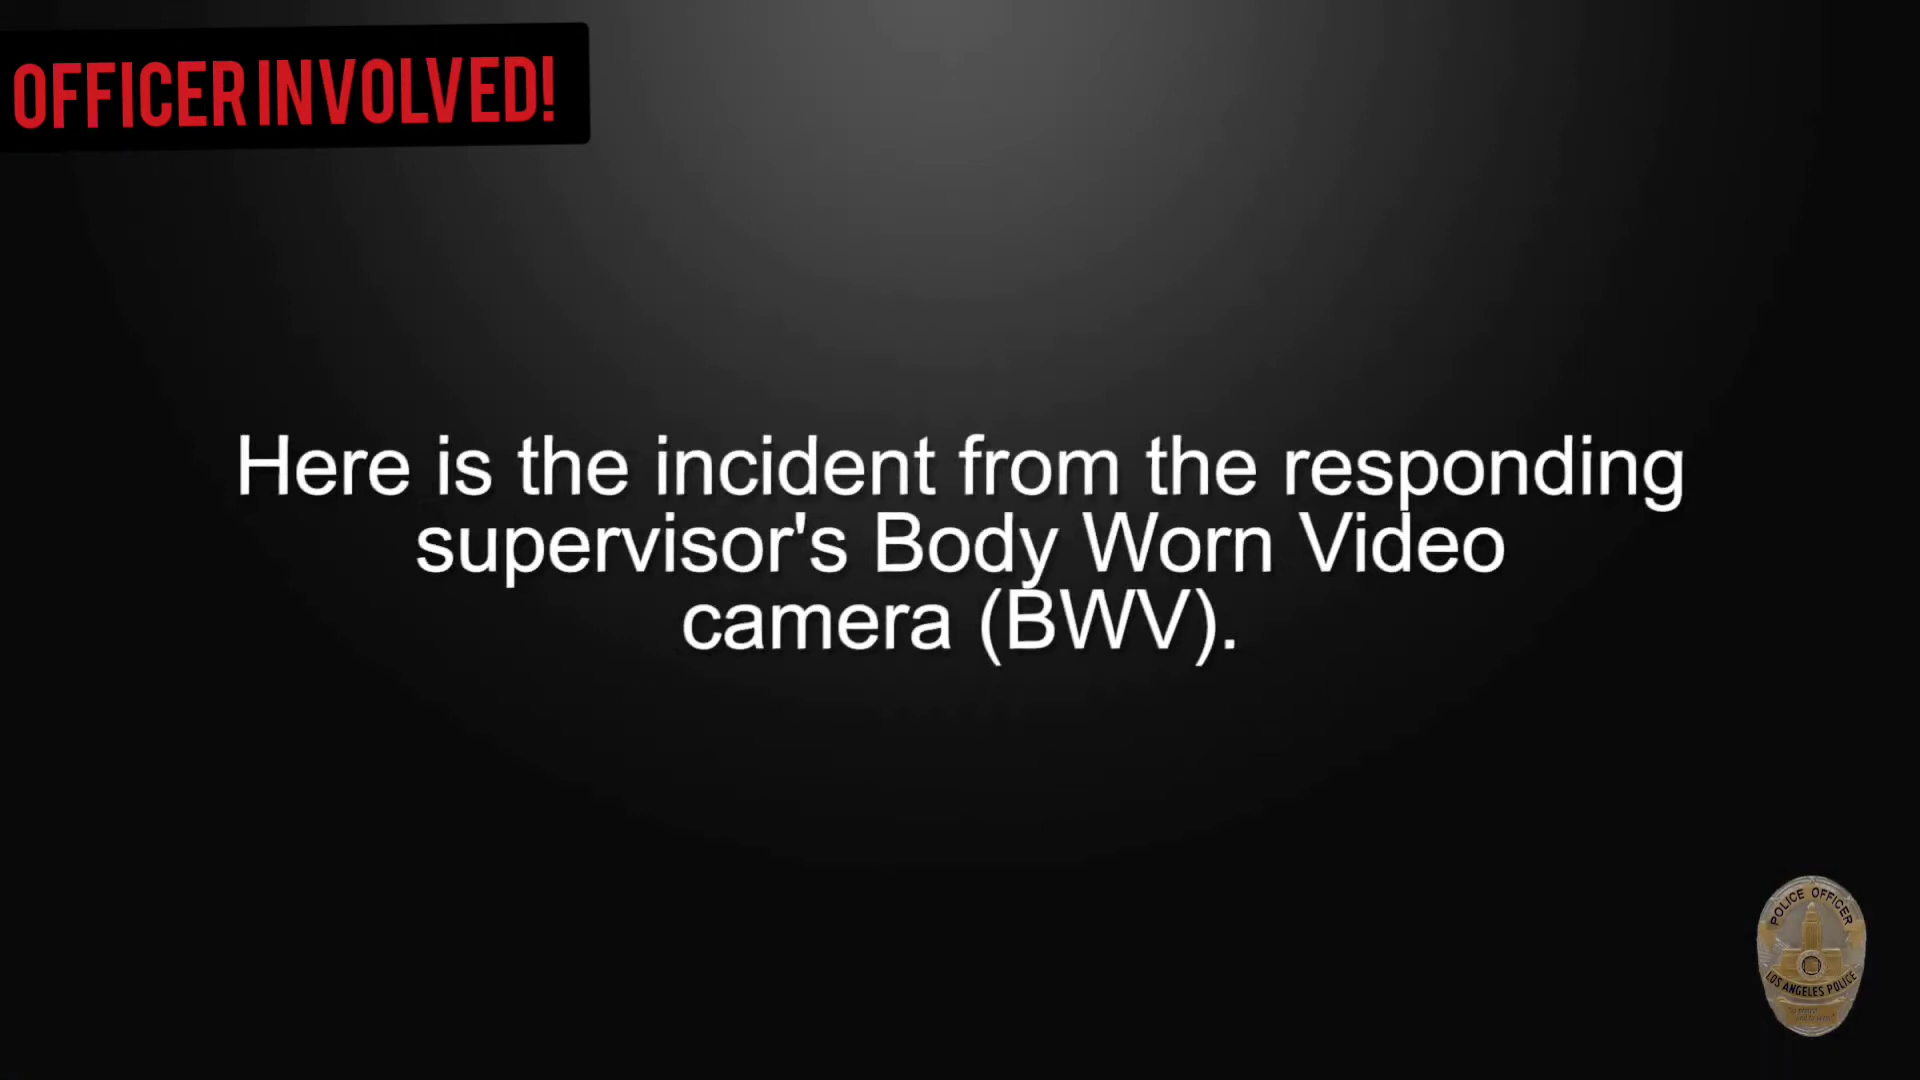 OFFICER INVOLVED!
Here is the incident from the responding
supervisor's Body Worn Video
camera (BWV).
POLICE OFFICER
LOS ANGELES POLICE